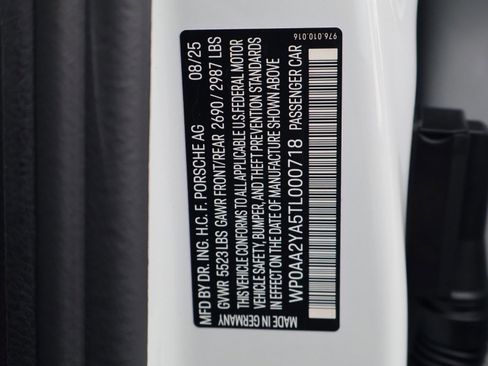 976.010.016
MFD BY DR. ING. H.C. F. PORSCHE AG 08/25
GVWR 5523 LBS GAWR FRONT/REAR 2690 / 2987 LBS
THIS VEHICLE CONFORMS TO ALL APPLICABLE U.S. FEDERAL MOTOR
VEHICLE SAFETY, BUMPER, AND THEFT PREVENTION STANDARDS
IN EFFECT ON THE DATE OF MANUFACTURE SHOWN ABOVE
WP0AA2YA5TL000718 PASSENGER CAR
MADE IN GERMANY